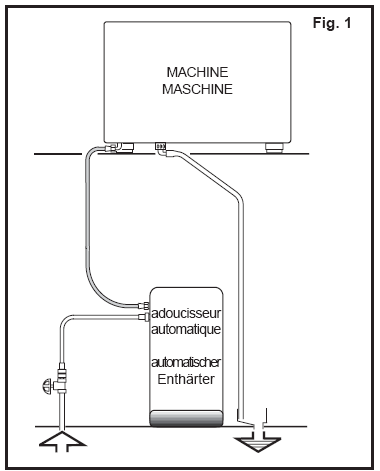 Fig. 1
MACHINE
MASCHINE
adoucisseur
automatique
automatischer
Enthärter